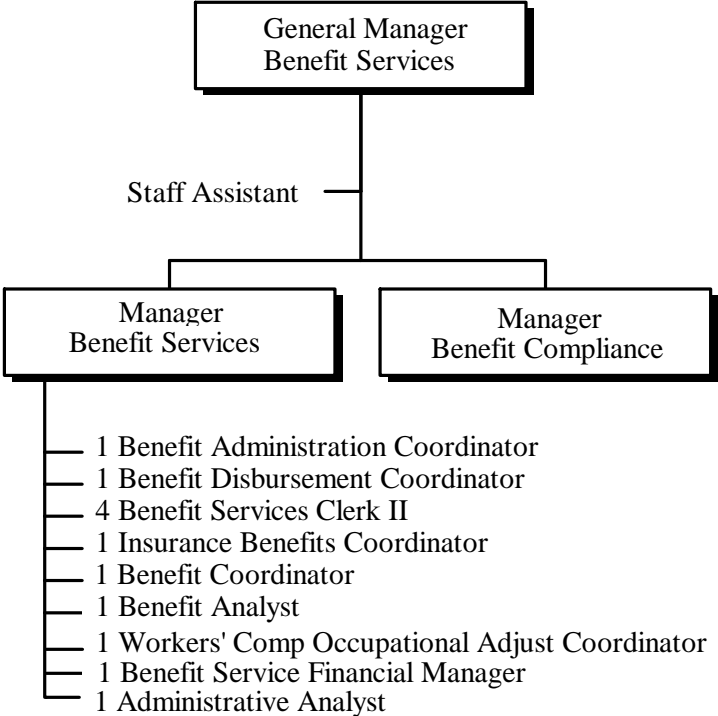 General Manager
Benefit Services
Staff Assistant
Manager
Benefit Services
Manager
Benefit Compliance
1 Benefit Administration Coordinator
1 Benefit Disbursement Coordinator
4 Benefit Services Clerk II
1 Insurance Benefits Coordinator
1 Benefit Coordinator
1 Benefit Analyst
1 Workers' Comp Occupational Adjust Coordinator
1 Benefit Service Financial Manager
1 Administrative Analyst